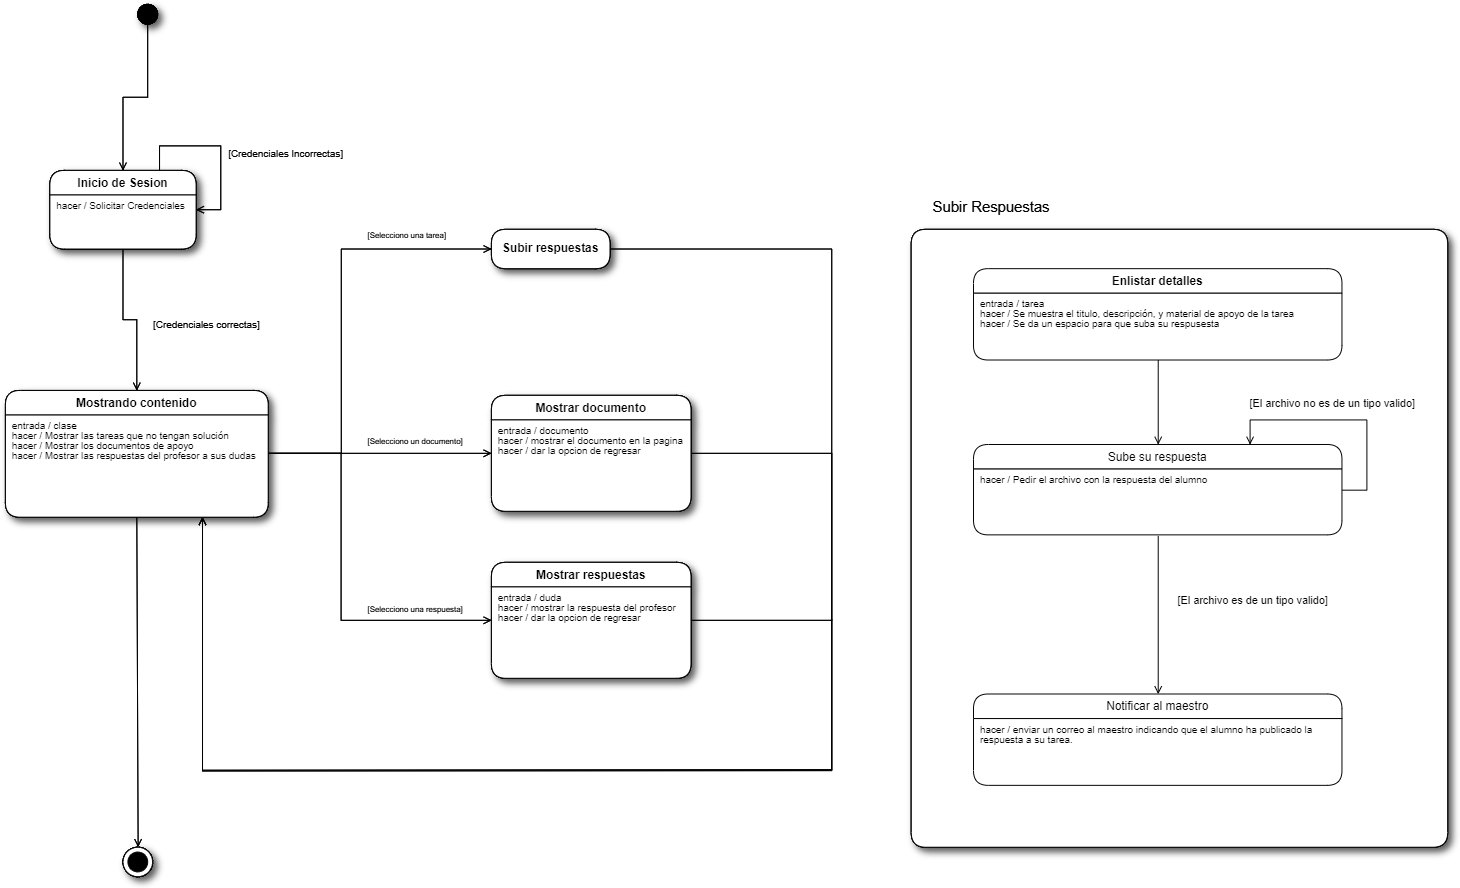 [Credenciales Incorrectas]
Inicio de Sesion
hacer / Solicitar Credenciales
[Credenciales correctas]
Mostrando contenido
entrada / clase
hacer / Mostrar las tareas que no tengan solución
hacer / Mostrar los documentos de apoyo
hacer / Mostrar las respuestas del profesor a sus dudas
[Selecciono una tarea]
Subir respuestas
[Selecciono un documento]
Mostrar documento
entrada / documento
hacer / mostrar el documento en la pagina
hacer / dar la opcion de regresar
[Selecciono una respuesta]
Mostrar respuestas
entrada / duda
hacer / mostrar la respuesta del profesor
hacer / dar la opcion de regresar
Subir Respuestas
Enlistar detalles
entrada / tarea
hacer / Se muestra el titulo, descripción, y material de apoyo de la tarea
hacer / Se da un espacio para que suba su respusesta
[El archivo no es de un tipo valido]
Sube su respuesta
hacer / Pedir el archivo con la respuesta del alumno
[El archivo es de un tipo valido]
Notificar al maestro
hacer / enviar un correo al maestro indicando que el alumno ha publicado la
respuesta a su tarea.